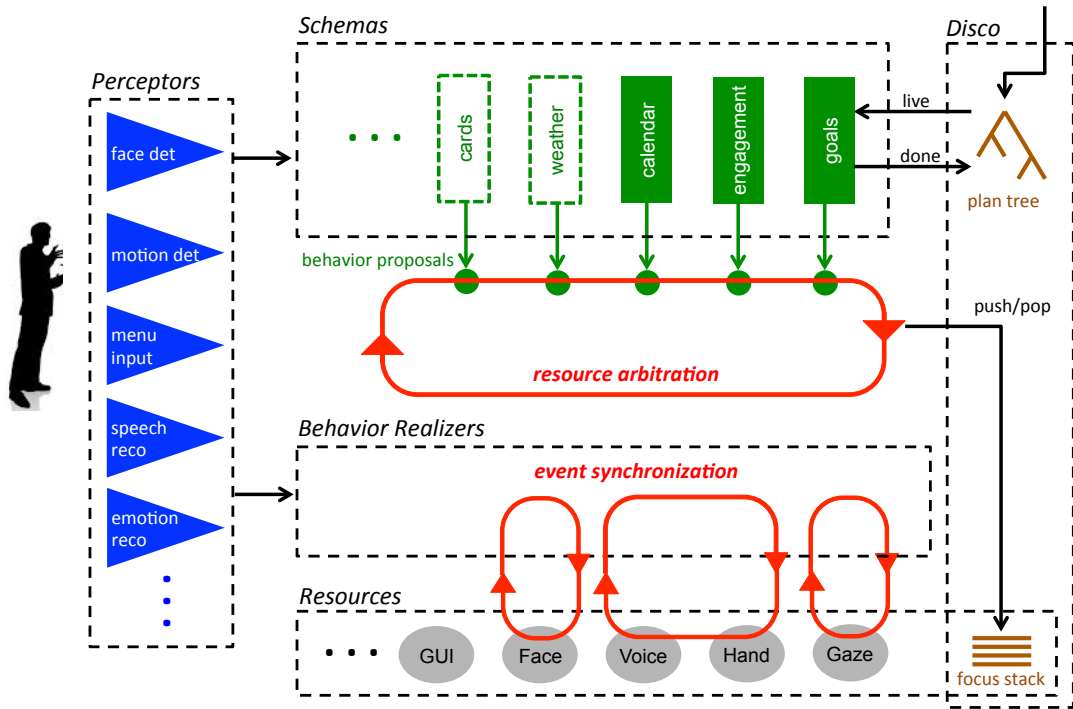 Schemas
Disco
Perceptors
face det
motion det
menu
input
speech
reco
emotion
reco
cards
weather
calendar
engagement
goals
live
done
plan tree
behavior proposals
push/pop
resource arbitration
Behavior Realizers
event synchronization
Resources
GUI
Face
Voice
Hand
Gaze
focus stack